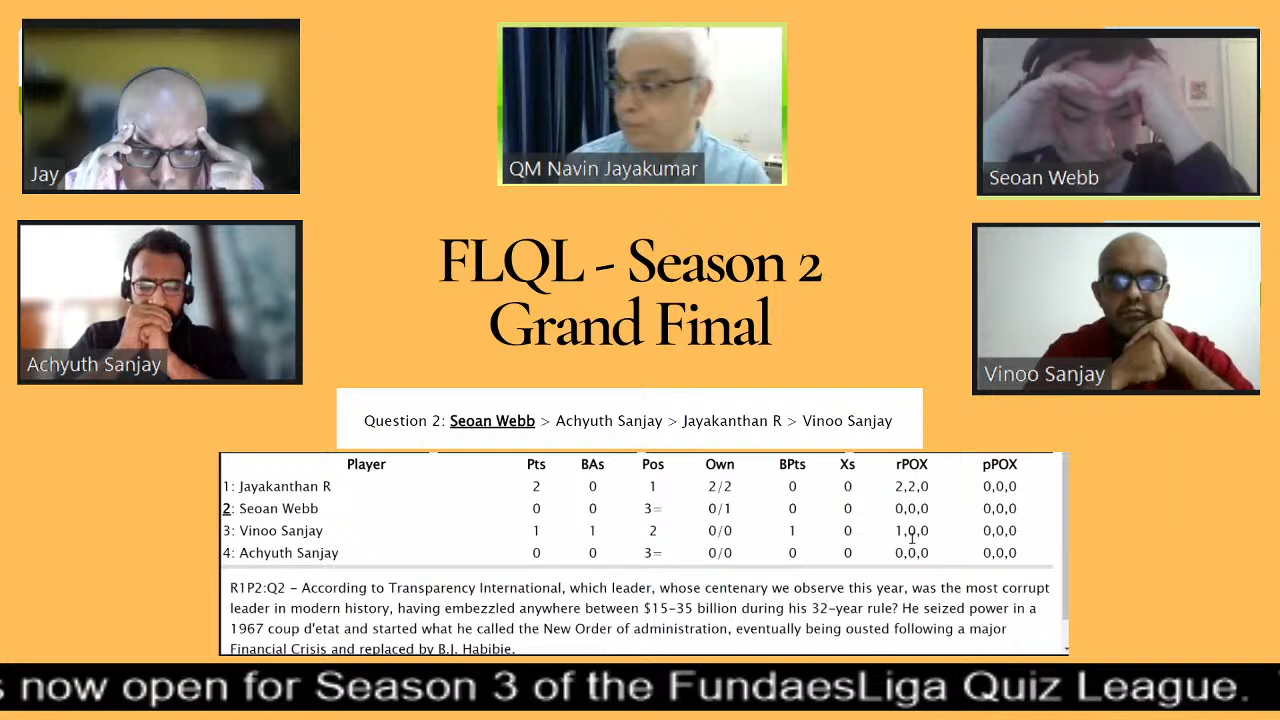 Jay
QM Navin Jayakumar
Seoan Webb
Achyuth Sanjay
Vinoo Sanjay
FLQL - Season 2
Grand Final
Question 2: Seoan Webb > Achyuth Sanjay > Jayakanthan R > Vinoo Sanjay
Player Pts BAs Pos Own BPts Xs rPOX pPOX
1: Jayakanthan R 2 0 1 2/2 0 0 2,2,0 0,0,0
2: Seoan Webb 0 0 3= 0/1 0 0 0,0,0 0,0,0
3: Vinoo Sanjay 1 1 2 0/0 1 0 1,0,0 0,0,0
4: Achyuth Sanjay 0 0 3= 0/0 0 0 0,0,0 0,0,0
R1P2:Q2 - According to Transparency International, which leader, whose centenary we observe this year, was the most corrupt
leader in modern history, having embezzled anywhere between $15-35 billion during his 32-year rule? He seized power in a
1967 coup d'etat and started what he called the New Order of administration, eventually being ousted following a major
Financial Crisis and replaced by B.J. Habibie.
s now open for Season 3 of the FundaesLiga Quiz League.